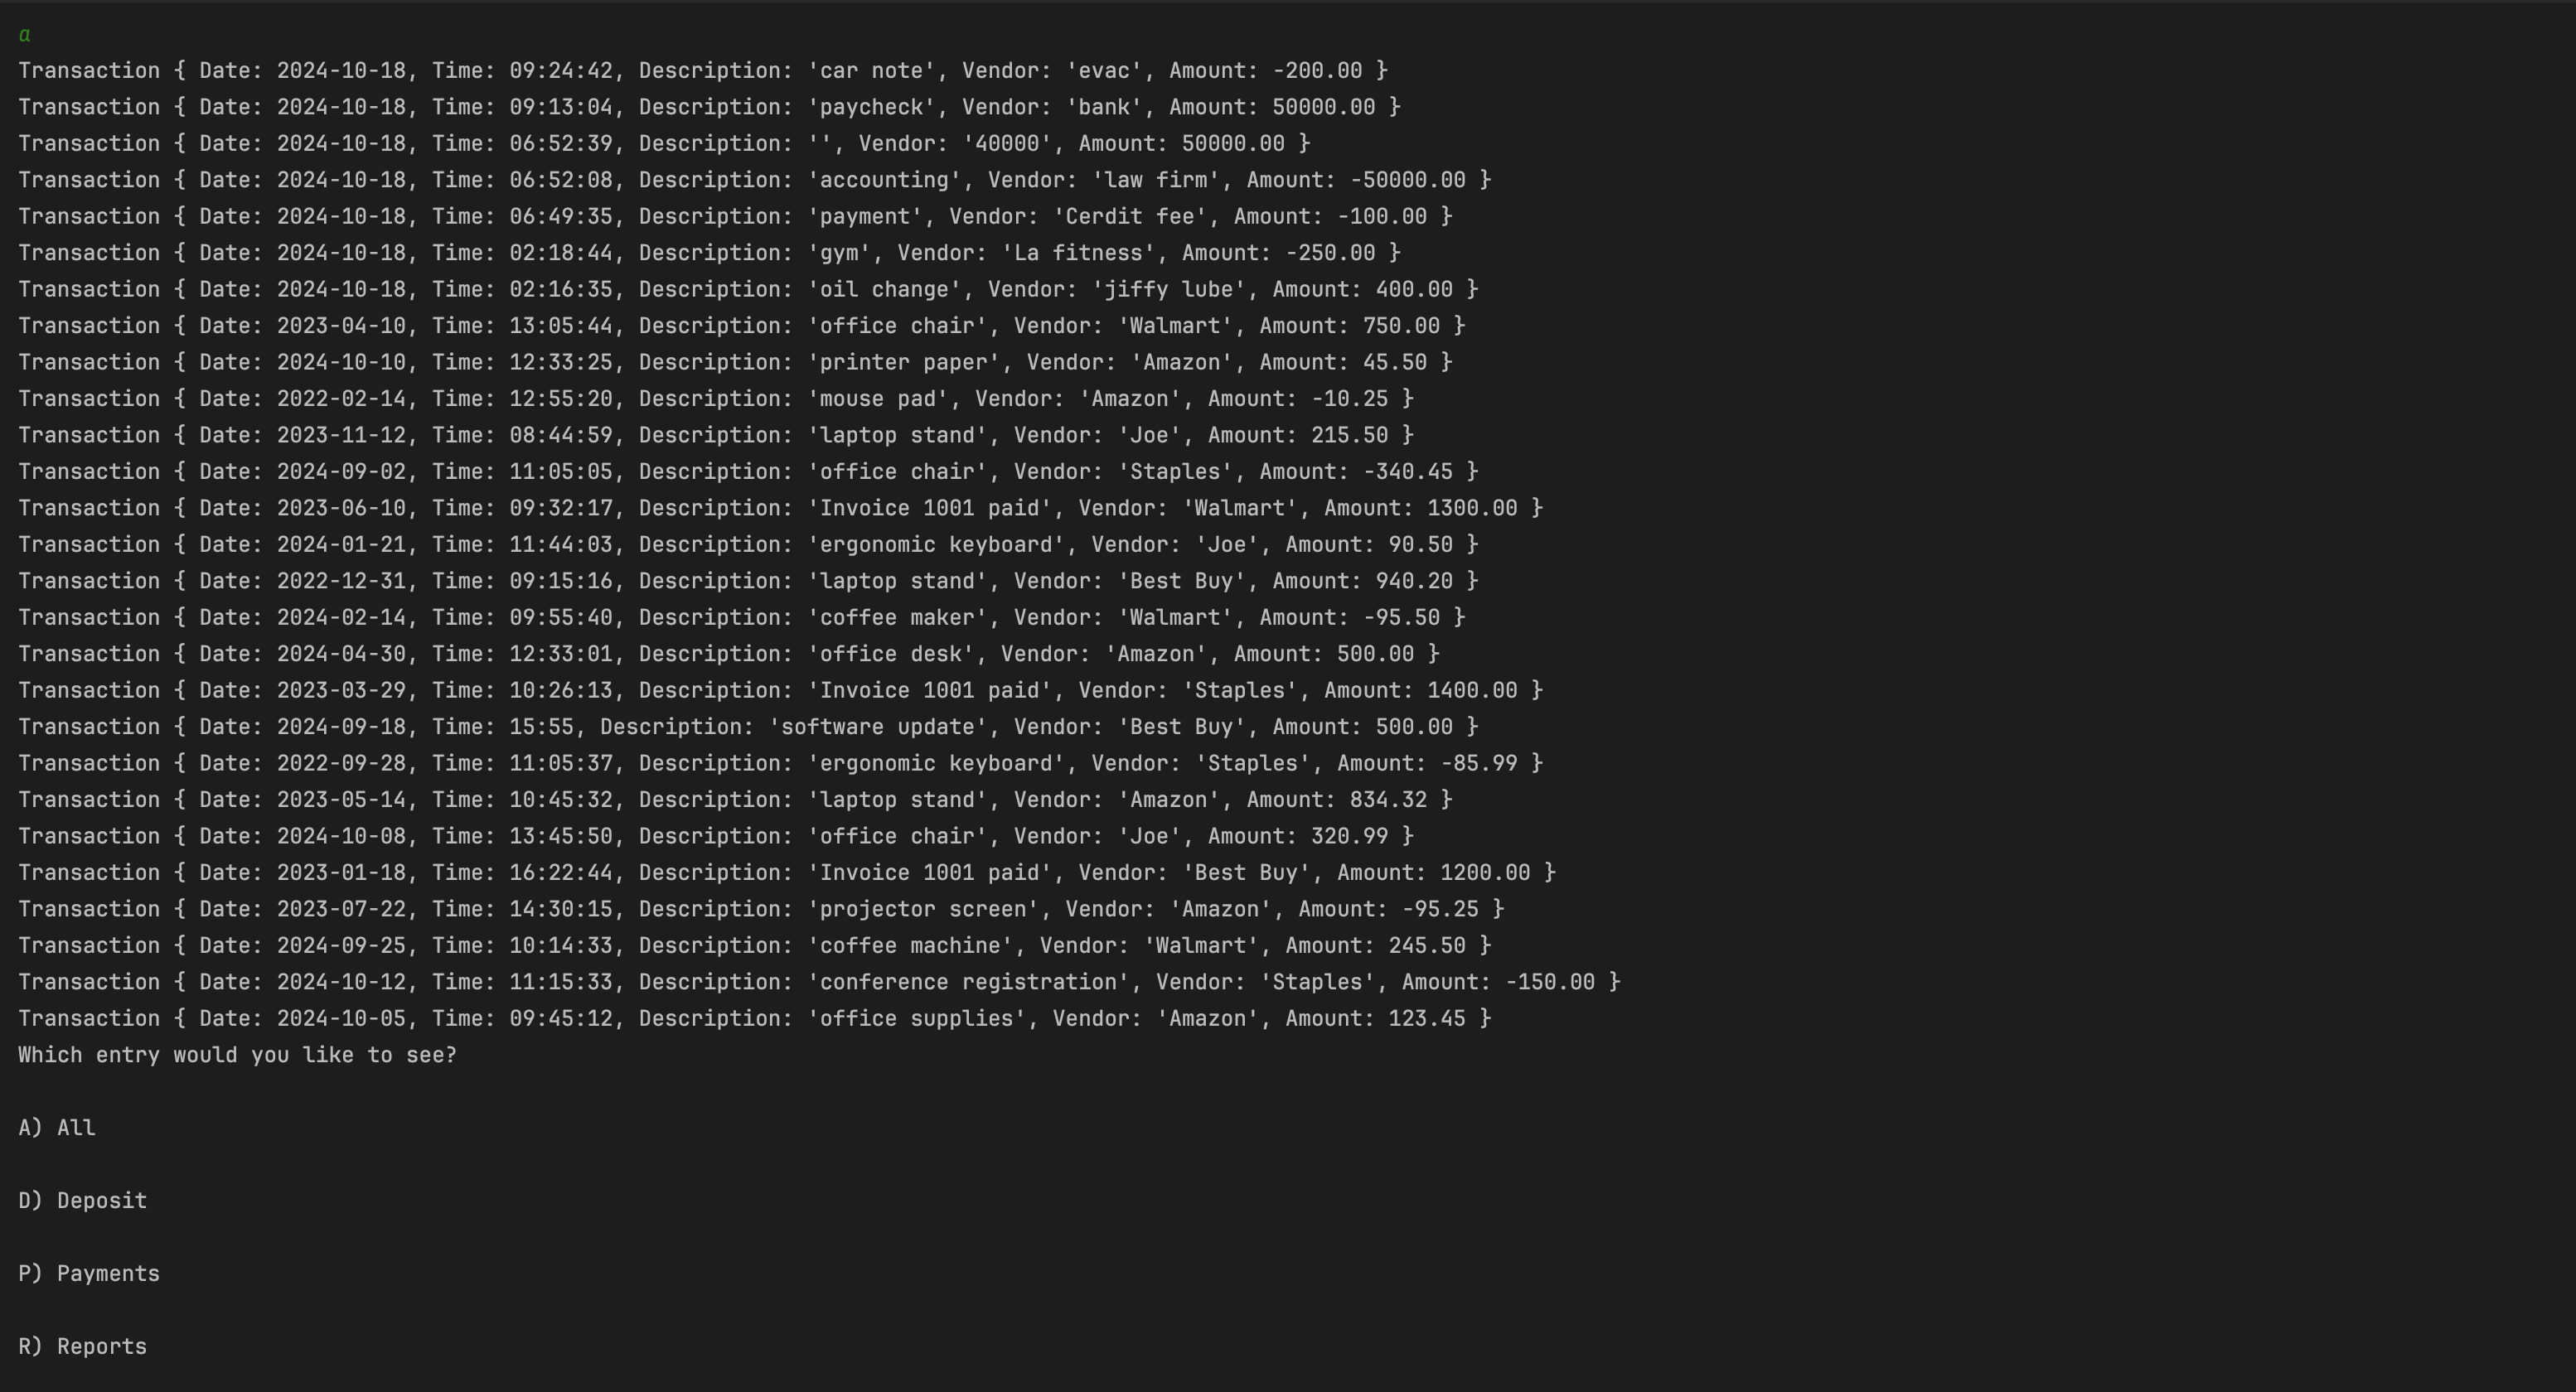 a
Transaction { Date: 2024-10-18, Time: 09:24:42, Description: 'car note', Vendor: 'evac', Amount: -200.00 }
Transaction { Date: 2024-10-18, Time: 09:13:04, Description: 'paycheck', Vendor: 'bank', Amount: 50000.00 }
Transaction { Date: 2024-10-18, Time: 06:52:39, Description: '', Vendor: '40000', Amount: 50000.00 }
Transaction { Date: 2024-10-18, Time: 06:52:08, Description: 'accounting', Vendor: 'law firm', Amount: -50000.00 }
Transaction { Date: 2024-10-18, Time: 06:49:35, Description: 'payment', Vendor: 'Cerdit fee', Amount: -100.00 }
Transaction { Date: 2024-10-18, Time: 02:18:44, Description: 'gym', Vendor: 'La fitness', Amount: -250.00 }
Transaction { Date: 2024-10-18, Time: 02:16:35, Description: 'oil change', Vendor: 'jiffy lube', Amount: 400.00 }
Transaction { Date: 2023-04-10, Time: 13:05:44, Description: 'office chair', Vendor: 'Walmart', Amount: 750.00 }
Transaction { Date: 2024-10-10, Time: 12:33:25, Description: 'printer paper', Vendor: 'Amazon', Amount: 45.50 }
Transaction { Date: 2022-02-14, Time: 12:55:20, Description: 'mouse pad', Vendor: 'Amazon', Amount: -10.25 }
Transaction { Date: 2023-11-12, Time: 08:44:59, Description: 'laptop stand', Vendor: 'Joe', Amount: 215.50 }
Transaction { Date: 2024-09-02, Time: 11:05:05, Description: 'office chair', Vendor: 'Staples', Amount: -340.45 }
Transaction { Date: 2023-06-10, Time: 09:32:17, Description: 'Invoice 1001 paid', Vendor: 'Walmart', Amount: 1300.00 }
Transaction { Date: 2024-01-21, Time: 11:44:03, Description: 'ergonomic keyboard', Vendor: 'Joe', Amount: 90.50 }
Transaction { Date: 2022-12-31, Time: 09:15:16, Description: 'laptop stand', Vendor: 'Best Buy', Amount: 940.20 }
Transaction { Date: 2024-02-14, Time: 09:55:40, Description: 'coffee maker', Vendor: 'Walmart', Amount: -95.50 }
Transaction { Date: 2024-04-30, Time: 12:33:01, Description: 'office desk', Vendor: 'Amazon', Amount: 500.00 }
Transaction { Date: 2023-03-29, Time: 10:26:13, Description: 'Invoice 1001 paid', Vendor: 'Staples', Amount: 1400.00 }
Transaction { Date: 2024-09-18, Time: 15:55, Description: 'software update', Vendor: 'Best Buy', Amount: 500.00 }
Transaction { Date: 2022-09-28, Time: 11:05:37, Description: 'ergonomic keyboard', Vendor: 'Staples', Amount: -85.99 }
Transaction { Date: 2023-05-14, Time: 10:45:32, Description: 'laptop stand', Vendor: 'Amazon', Amount: 834.32 }
Transaction { Date: 2024-10-08, Time: 13:45:50, Description: 'office chair', Vendor: 'Joe', Amount: 320.99 }
Transaction { Date: 2023-01-18, Time: 16:22:44, Description: 'Invoice 1001 paid', Vendor: 'Best Buy', Amount: 1200.00 }
Transaction { Date: 2023-07-22, Time: 14:30:15, Description: 'projector screen', Vendor: 'Amazon', Amount: -95.25 }
Transaction { Date: 2024-09-25, Time: 10:14:33, Description: 'coffee machine', Vendor: 'Walmart', Amount: 245.50 }
Transaction { Date: 2024-10-12, Time: 11:15:33, Description: 'conference registration', Vendor: 'Staples', Amount: -150.00 }
Transaction { Date: 2024-10-05, Time: 09:45:12, Description: 'office supplies', Vendor: 'Amazon', Amount: 123.45 }
Which entry would you like to see?
A) All
D) Deposit
P) Payments
R) Reports